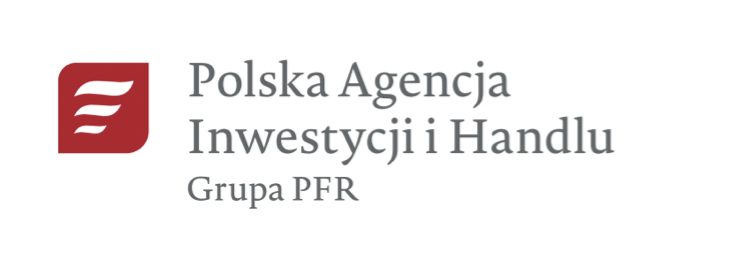 Polska Agencja
Inwestycji i Handlu
Grupa PFR